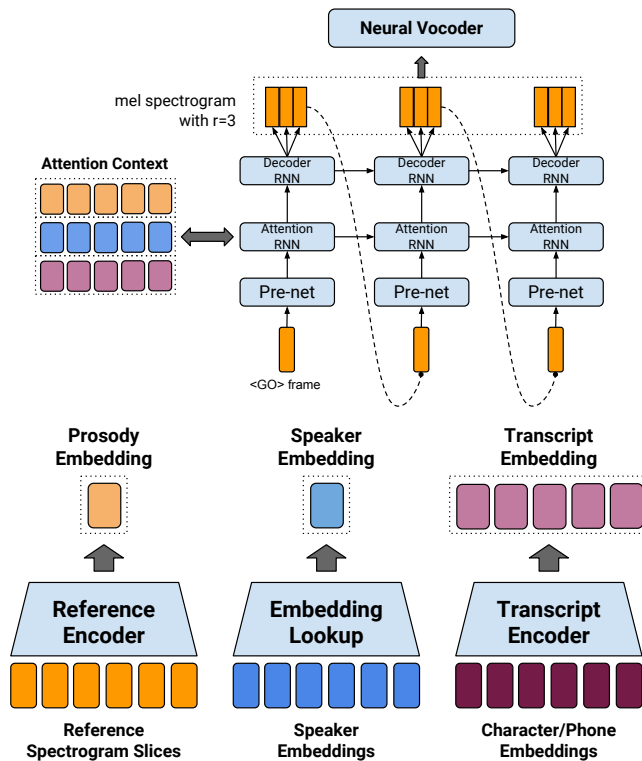 Neural Vocoder
mel spectrogram
with r=3
Attention Context
Decoder
RNN
Decoder
RNN
Decoder
RNN
Attention
RNN
Attention
RNN
Attention
RNN
Pre-net
Pre-net
Pre-net
<GO> frame
Prosody
Embedding
Speaker
Embedding
Transcript
Embedding
Reference
Encoder
Embedding
Lookup
Transcript
Encoder
Reference
Spectrogram Slices
Speaker
Embeddings
Character/Phone
Embeddings